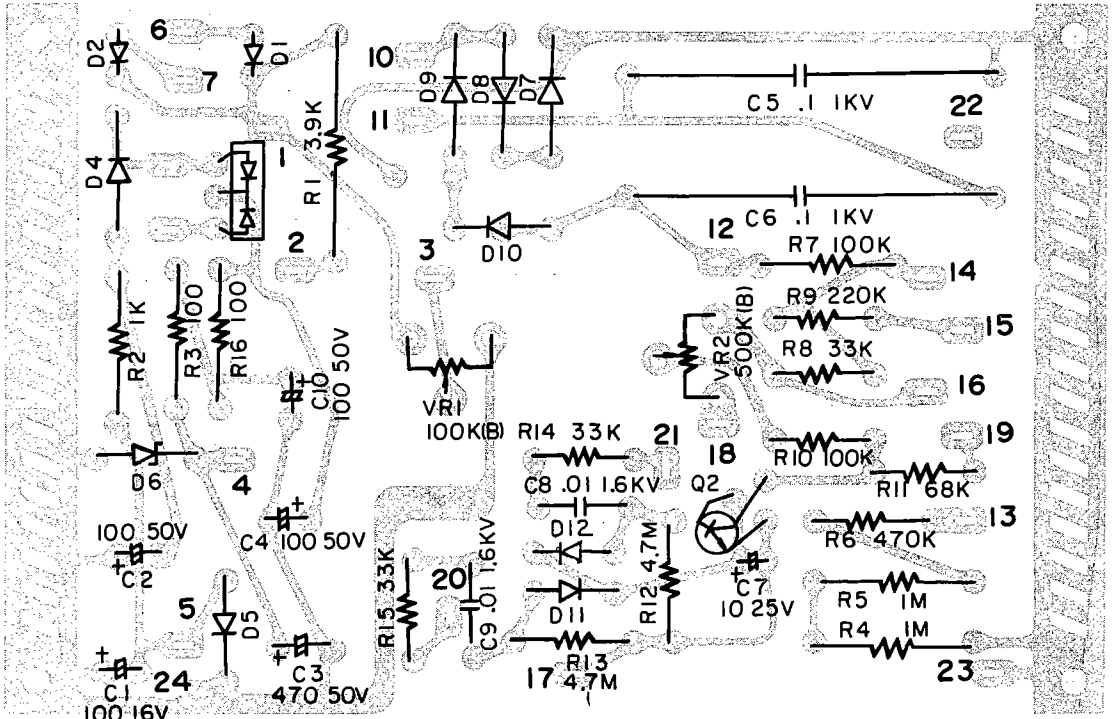 6
D2
7
D1
10
D9
D8
D7
C5 .1 1KV
22
11
D4
1
R1 3.9K
C6 .1 1KV
2
3
D10
12
R7 100K
14
R2 1K
R3 100
R16 100
C10
100 50V
VR1
100K(B)
VR2
500K(B)
R9 220K
15
R8 33K
16
R14 33K
21
18
R10 100K
19
R11 68K
D6
4
C8 .01 1.6KV
Q2
13
100 50V
C2
C4 100 50V
D12
R6 470K
R15 33K
20
C9 .01 1.6KV
D11
R12 4.7M
C7
10 25V
R5 1M
5
D5
R4 1M
C1
100 16V
24
C3
470 50V
17
R13
4.7M
23